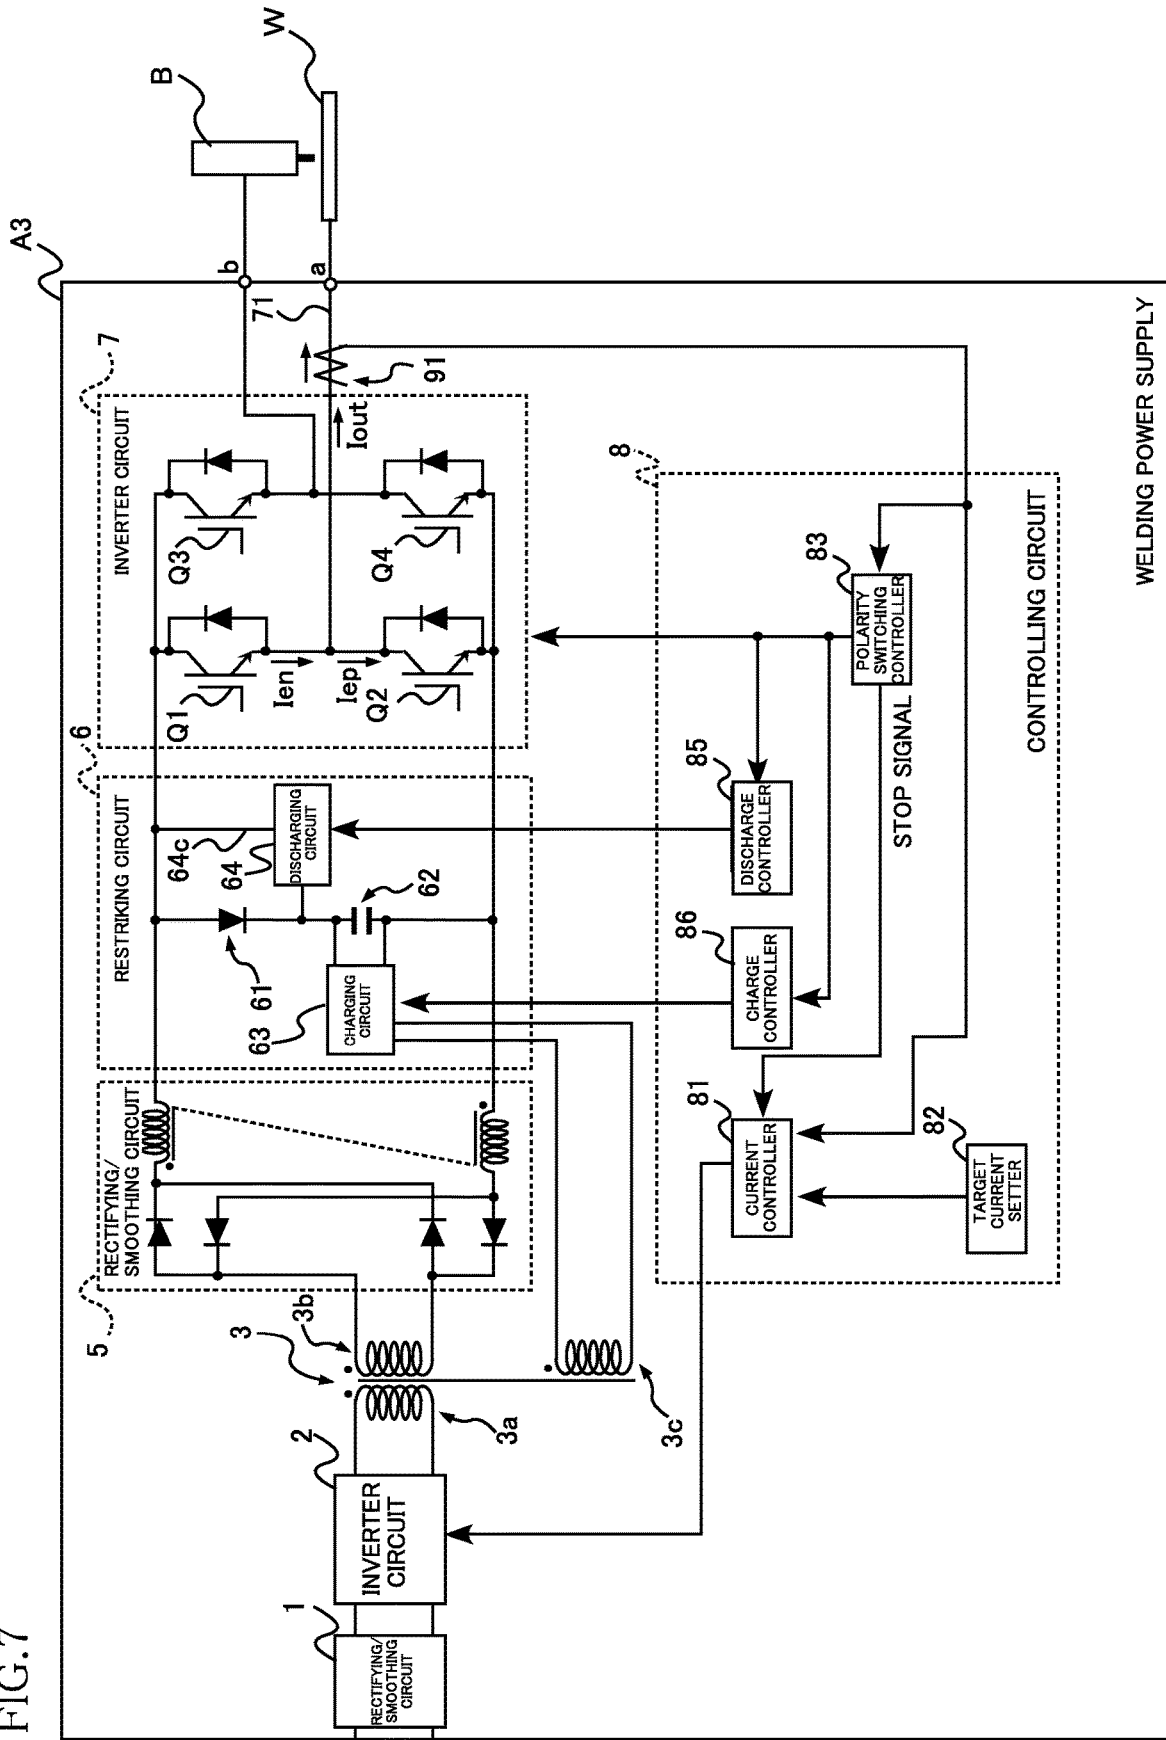 FIG.7
A3
B
W
b
a
71
91
7
INVERTER CIRCUIT
Q3
Q4
Iout
Q1
Ien
Iep
Q2
6
RESTRIKING CIRCUIT
64c
64
DISCHARGING
CIRCUIT
62
61
63
CHARGING
CIRCUIT
5
RECTIFYING/
SMOOTHING CIRCUIT
3
3b
3a
3c
2
INVERTER
CIRCUIT
1
RECTIFYING/
SMOOTHING
CIRCUIT
8
83
POLARITY
SWITCHING
CONTROLLER
STOP SIGNAL
85
DISCHARGE
CONTROLLER
86
CHARGE
CONTROLLER
81
CURRENT
CONTROLLER
82
TARGET
CURRENT
SETTER
CONTROLLING CIRCUIT
WELDING POWER SUPPLY